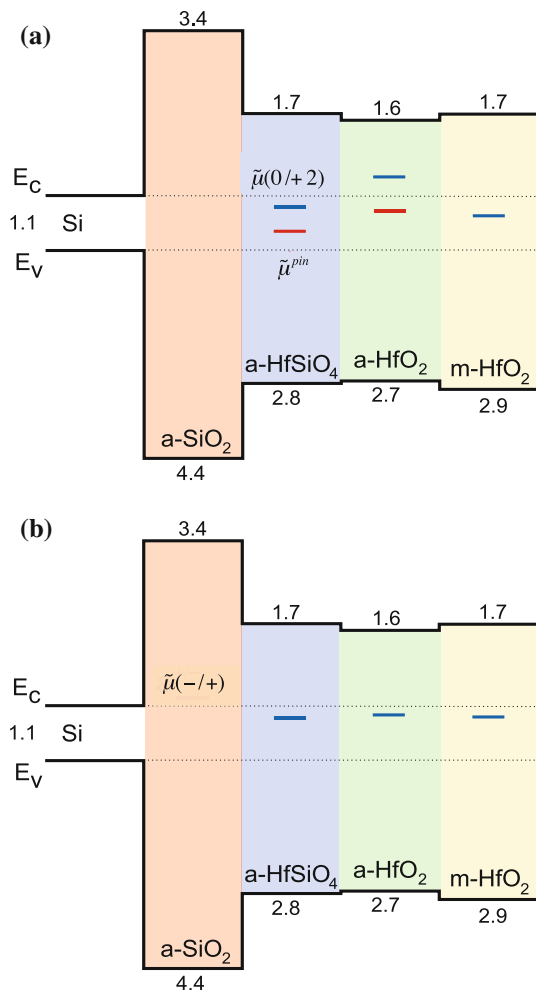 (a)
3.4
1.7
1.6
1.7
E_C
μ̃(0/+2)
1.1 Si
E_V
μ̃^pin
a-HfSiO₄
a-HfO₂
m-HfO₂
2.8
2.7
2.9
a-SiO₂
4.4
(b)
3.4
1.7
1.6
1.7
μ̃(−/+)
E_C
1.1 Si
E_V
a-HfSiO₄
a-HfO₂
m-HfO₂
2.8
2.7
2.9
a-SiO₂
4.4